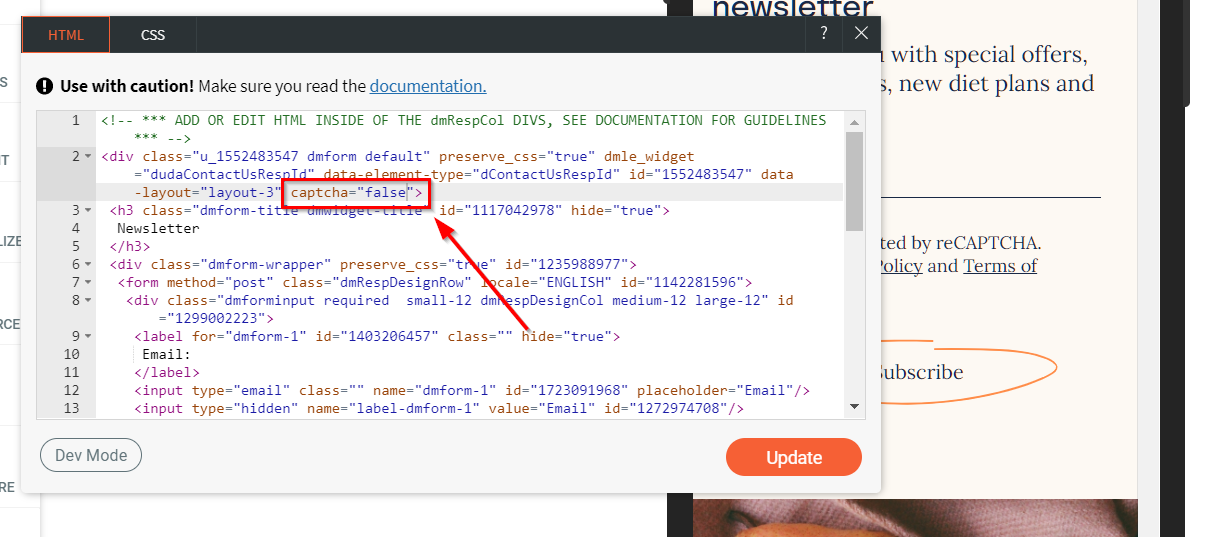 newsletter
HTML
CSS
?
u with special offers,
s, new diet plans and
S
Use with caution! Make sure you read the documentation.
1 <!-- *** ADD OR EDIT HTML INSIDE OF THE dmRespCol DIVS, SEE DOCUMENTATION FOR GUIDELINES
*** -->
2 <div class="u_1552483547 dmform default" preserve_css="true" dmle_widget
="dudaContactUsRespId" data-element-type="dContactUsRespId" id="1552483547" data
-layout="layout-3" captcha="false">
3 <h3 class="dmform-title dmwidget-title" id="1117042978" hide="true">
4 Newsletter
5 </h3>
6 <div class="dmform-wrapper" preserve_css="true" id="1235988977">
7 <form method="post" class="dmRespDesignRow" locale="ENGLISH" id="1142281596">
8 <div class="dmforminput required  small-12 dmRespDesignCol medium-12 large-12" id
="1299002223">
9 <label for="dmform-1" id="1403206457" class="" hide="true">
10 Email:
11 </label>
12 <input type="email" class="" name="dmform-1" id="1723091968" placeholder="Email"/>
13 <input type="hidden" name="label-dmform-1" value="Email" id="1272974708"/>
T
LIZE
RCE
RE
ted by reCAPTCHA.
Policy and Terms of
Subscribe
Dev Mode
Update